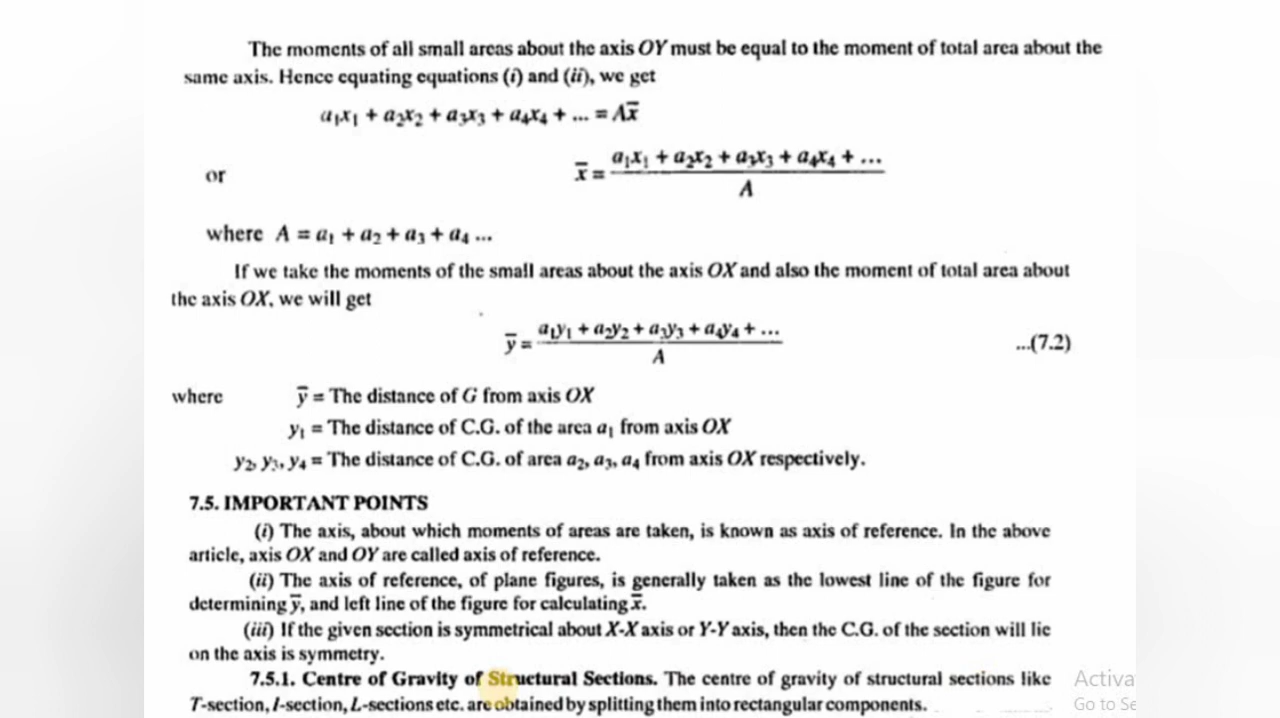 The moments of all small areas about the axis OY must be equal to the moment of total area about the
same axis. Hence equating equations (i) and (ii), we get
a₁x₁ + a₂x₂ + a₃x₃ + a₄x₄ + ... = Ax̄
or x̄ = (a₁x₁ + a₂x₂ + a₃x₃ + a₄x₄ + ...) / A
where A = a₁ + a₂ + a₃ + a₄ ...
If we take the moments of the small areas about the axis OX and also the moment of total area about
the axis OX, we will get
ȳ = (a₁y₁ + a₂y₂ + a₃y₃ + a₄y₄ + ...) / A ...(7.2)
where ȳ = The distance of G from axis OX
y₁ = The distance of C.G. of the area a₁ from axis OX
y₂, y₃, y₄ = The distance of C.G. of area a₂, a₃, a₄ from axis OX respectively.
7.5. IMPORTANT POINTS
(i) The axis, about which moments of areas are taken, is known as axis of reference. In the above
article, axis OX and OY are called axis of reference.
(ii) The axis of reference, of plane figures, is generally taken as the lowest line of the figure for
determining ȳ, and left line of the figure for calculating x̄.
(iii) If the given section is symmetrical about X-X axis or Y-Y axis, then the C.G. of the section will lie
on the axis is symmetry.
7.5.1. Centre of Gravity of Structural Sections. The centre of gravity of structural sections like
T-section, I-section, L-sections etc. are obtained by splitting them into rectangular components.
Activa
Go to Se